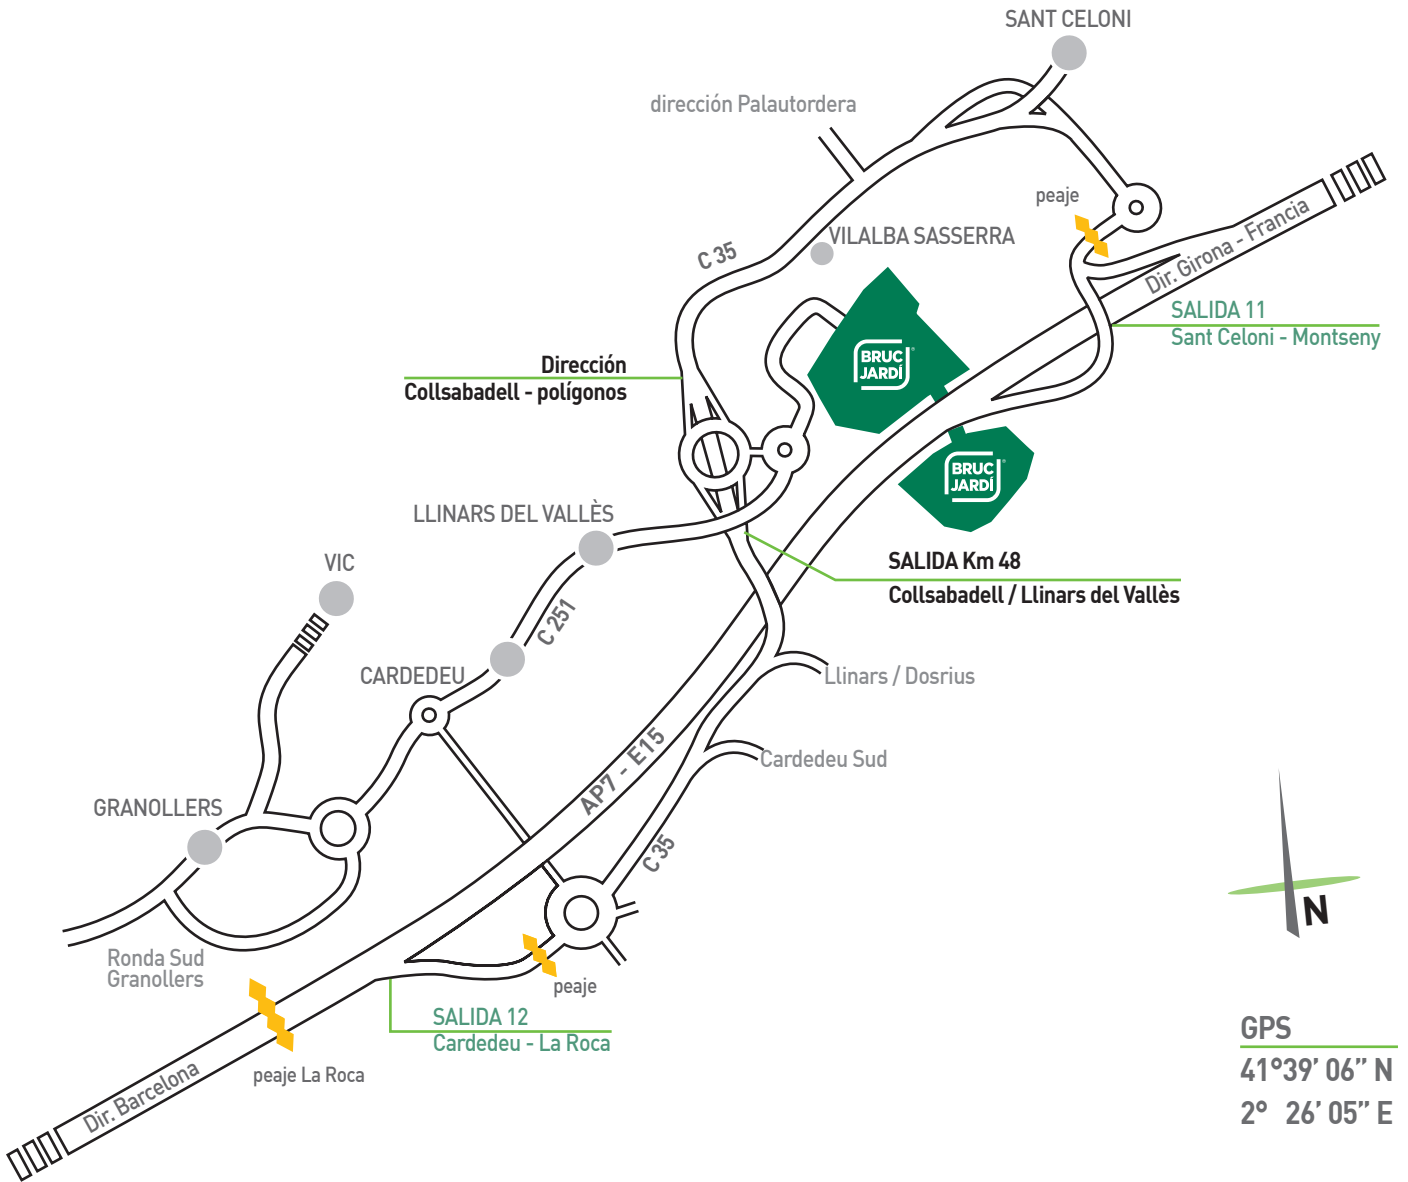 SANT CELONI
dirección Palautordera
peaje
VILALBA SASSERRA
C 35
Dir. Girona - Francia
SALIDA 11
Sant Celoni - Montseny
BRUC
JARDÍ
Dirección
Collsabadell - polígonos
BRUC
JARDÍ
LLINARS DEL VALLÈS
SALIDA Km 48
Collsabadell / Llinars del Vallès
VIC
C 251
CARDEDEU
Llinars / Dosrius
AP7 - E15
Cardedeu Sud
GRANOLLERS
C 35
N
Ronda Sud
Granollers
peaje
SALIDA 12
Cardedeu - La Roca
peaje La Roca
Dir. Barcelona
GPS
41°39’ 06” N
2° 26’ 05” E